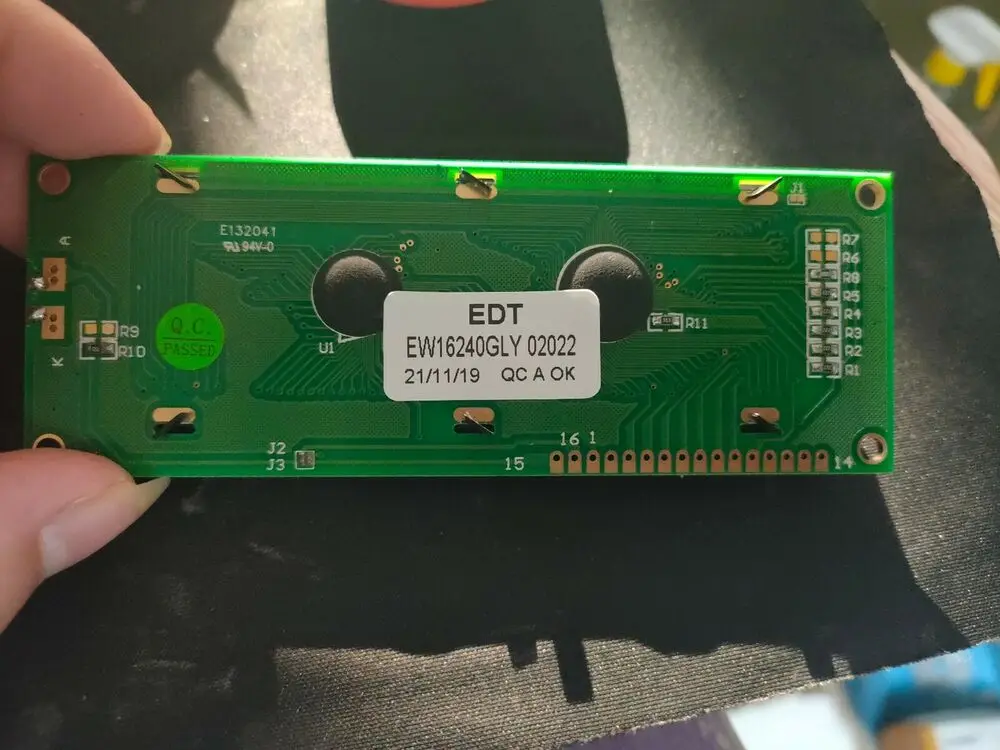 J1
A
E132041
94V-0
R7
R6
R8
R5
R4
R3
R2
R1
Q.C.
PASSED
R9
R10
K
U1
EDT
EW16240GLY 02022
21/11/19 QC A OK
R11
J2
J3
16 1
15
14